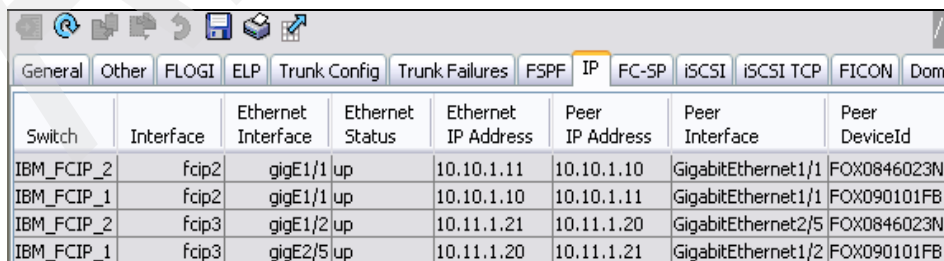 General Other FLOGI ELP Trunk Config Trunk Failures FSPF IP FC-SP iSCSI iSCSI TCP FICON Dom
Switch Interface Ethernet Interface Ethernet Status Ethernet IP Address Peer IP Address Peer Interface Peer DeviceId
IBM_FCIP_2 fcip2 gigE1/1 up 10.10.1.11 10.10.1.10 GigabitEthernet1/1 FOX0846023N
IBM_FCIP_1 fcip2 gigE1/1 up 10.10.1.10 10.10.1.11 GigabitEthernet1/1 FOX090101FB
IBM_FCIP_2 fcip3 gigE1/2 up 10.11.1.21 10.11.1.20 GigabitEthernet2/5 FOX0846023N
IBM_FCIP_1 fcip3 gigE2/5 up 10.11.1.20 10.11.1.21 GigabitEthernet1/2 FOX090101FB